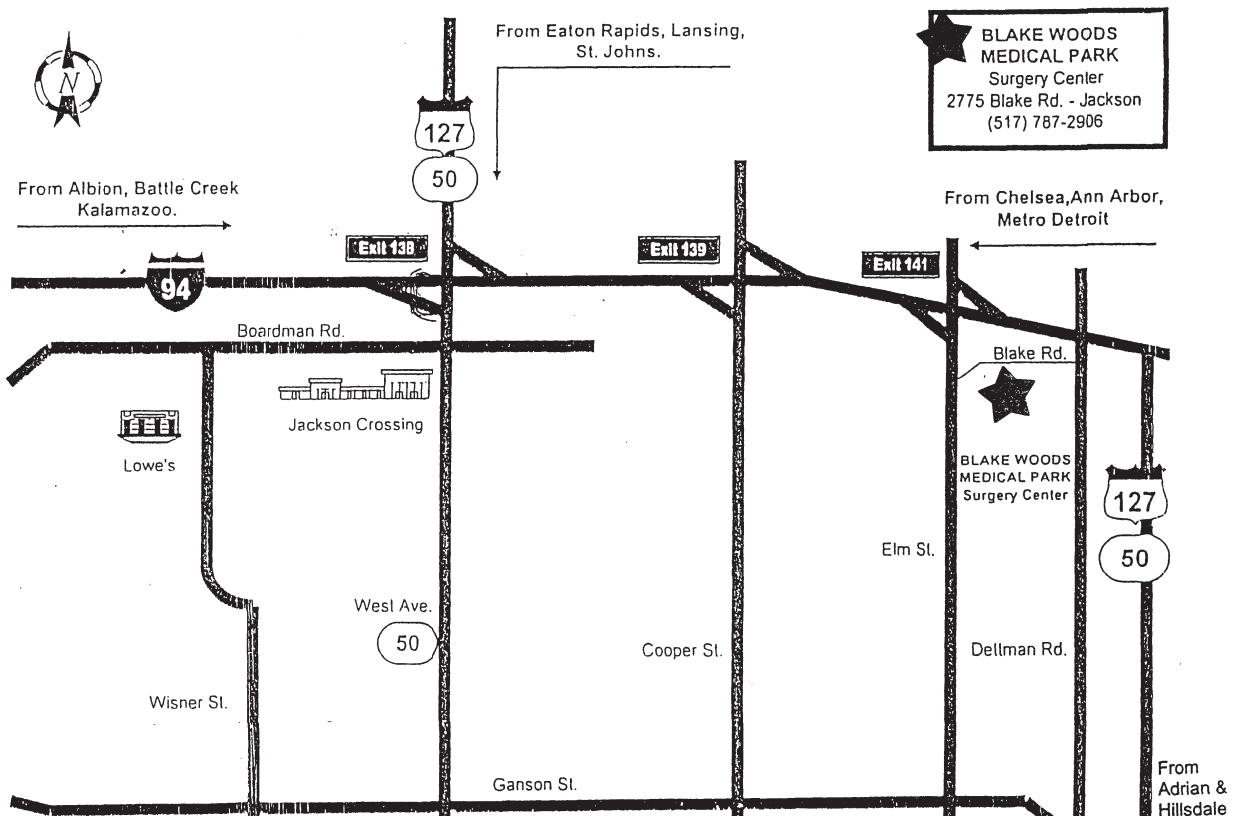 From Eaton Rapids, Lansing,
St. Johns.
BLAKE WOODS
MEDICAL PARK
Surgery Center
2775 Blake Rd. - Jackson
(517) 787-2906
N
127
50
From Albion, Battle Creek
Kalamazoo.
From Chelsea,Ann Arbor,
Metro Detroit
Exit 138
Exit 139
Exit 141
94
Boardman Rd.
Blake Rd.
Jackson Crossing
Lowe's
BLAKE WOODS
MEDICAL PARK
Surgery Center
127
50
Elm St.
West Ave.
50
Cooper St.
Dettman Rd.
Wisner St.
Ganson St.
From
Adrian &
Hillsdale